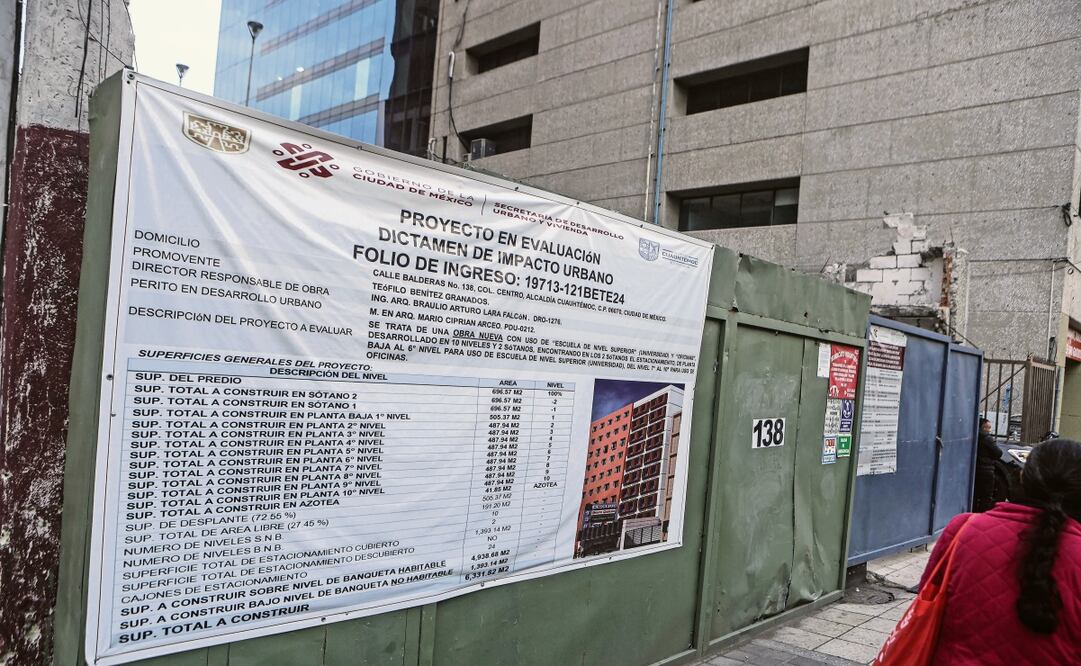 GOBIERNO DE LA
CIUDAD DE MÉXICO
SECRETARÍA DE DESARROLLO
URBANO Y VIVIENDA
CUAUHTÉMOC
PROYECTO EN EVALUACIóN
DICTAMEN DE IMPACTO URBANO
FOLIO DE INGRESO: 19713-121BETE24
DOMICILIO CALLE BALDERAS No. 138, COL. CENTRO, ALCALDÍA CUAUHTÉMOC, C.P. 06070, CIUDAD DE MÉXICO.
PROMOVENTE TEóFILO BENÍTEZ GRANADOS.
DIRECTOR RESPONSABLE DE OBRA ING. ARQ. BRAULIO ARTURO LARA FALCóN . DRO-1276.
PERITO EN DESARROLLO URBANO M. EN ARQ. MARIO CIPRIAN ARCEO. PDU-0212.
DESCRIPCIóN DEL PROYECTO A EVALUAR SE TRATA DE UNA OBRA NUEVA CON USO DE "ESCUELA DE NIVEL SUPERIOR" (UNIVERSIDAD) Y "OFICINAS",
DESARROLLADO EN 10 NIVELES Y 2 SóTANOS, ENCONTRANDO EN LOS 2 SóTANOS EL ESTACIONAMIENTO, DE PLANTA
BAJA AL 6° NIVEL PARA USO DE ESCUELA DE NIVEL SUPERIOR (UNIVERSIDAD), DEL NIVEL 7° AL 10° PARA USO DE
OFICINAS.
SUPERFICIES GENERALES DEL PROYECTO:
DESCRIPCIÓN DEL NIVEL AREA NIVEL
SUP. DEL PREDIO 696.57 M2 100%
SUP. TOTAL A CONSTRUIR EN SÓTANO 2 696.57 M2 -2
SUP. TOTAL A CONSTRUIR EN SÓTANO 1 696.57 M2 -1
SUP. TOTAL A CONSTRUIR EN PLANTA BAJA 1° NIVEL 505.37 M2 1
SUP. TOTAL A CONSTRUIR EN PLANTA 2° NIVEL 487.94 M2 2
SUP. TOTAL A CONSTRUIR EN PLANTA 3° NIVEL 487.94 M2 3
SUP. TOTAL A CONSTRUIR EN PLANTA 4° NIVEL 487.94 M2 4
SUP. TOTAL A CONSTRUIR EN PLANTA 5° NIVEL 487.94 M2 5
SUP. TOTAL A CONSTRUIR EN PLANTA 6° NIVEL 487.94 M2 6
SUP. TOTAL A CONSTRUIR EN PLANTA 7° NIVEL 487.94 M2 7
SUP. TOTAL A CONSTRUIR EN PLANTA 8° NIVEL 487.94 M2 8
SUP. TOTAL A CONSTRUIR EN PLANTA 9° NIVEL 487.94 M2 9
SUP. TOTAL A CONSTRUIR EN PLANTA 10° NIVEL 487.94 M2 10
SUP. TOTAL A CONSTRUIR EN AZOTEA 41.85 M2 AZOTEA
SUP. DE DESPLANTE (72 55 %) 505.37 M2
SUP. TOTAL DE AREA LIBRE (27 45 %) 191.20 M2
NUMERO DE NIVELES S.N.B. 10
NUMERO DE NIVELES B.N.B. 2
SUPERFICIE TOTAL DE ESTACIONAMIENTO CUBIERTO 1,393.14 M2
SUPERFICIE TOTAL DE ESTACIONAMIENTO DESCUBIERTO NO
CAJONES DE ESTACIONAMIENTO 24
SUP. A CONSTRUIR SOBRE NIVEL DE BANQUETA HABITABLE 4,938.68 M2
SUP. A CONSTRUIR BAJO NIVEL DE BANQUETA NO HABITABLE 1,393.14 M2
SUP. TOTAL A CONSTRUIR 6,331.82 M2
138